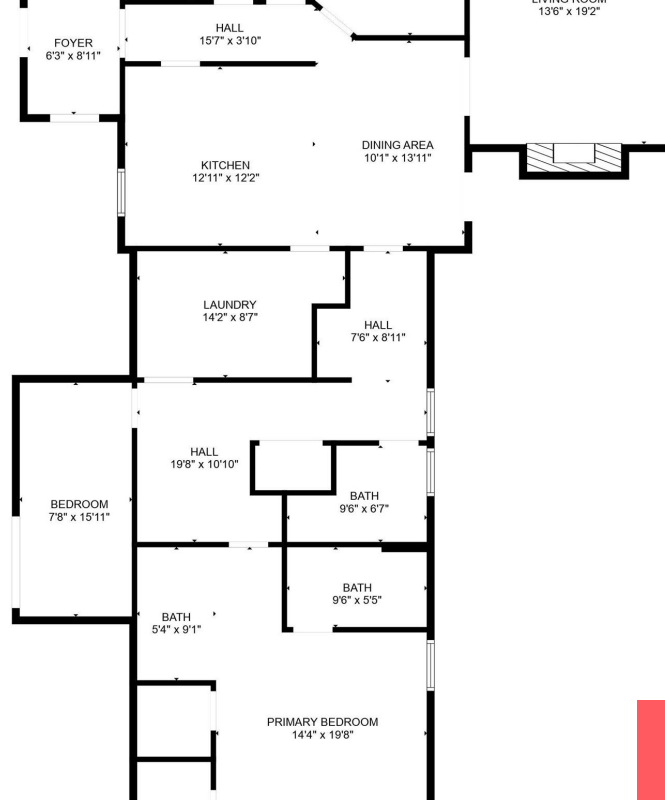 LIVING ROOM
13'6" x 19'2"
HALL
15'7" x 3'10"
FOYER
6'3" x 8'11"
DINING AREA
10'1" x 13'11"
KITCHEN
12'11" x 12'2"
LAUNDRY
14'2" x 8'7"
HALL
7'6" x 8'11"
HALL
19'8" x 10'10"
BATH
9'6" x 6'7"
BEDROOM
7'8" x 15'11"
BATH
9'6" x 5'5"
BATH
5'4" x 9'1"
PRIMARY BEDROOM
14'4" x 19'8"